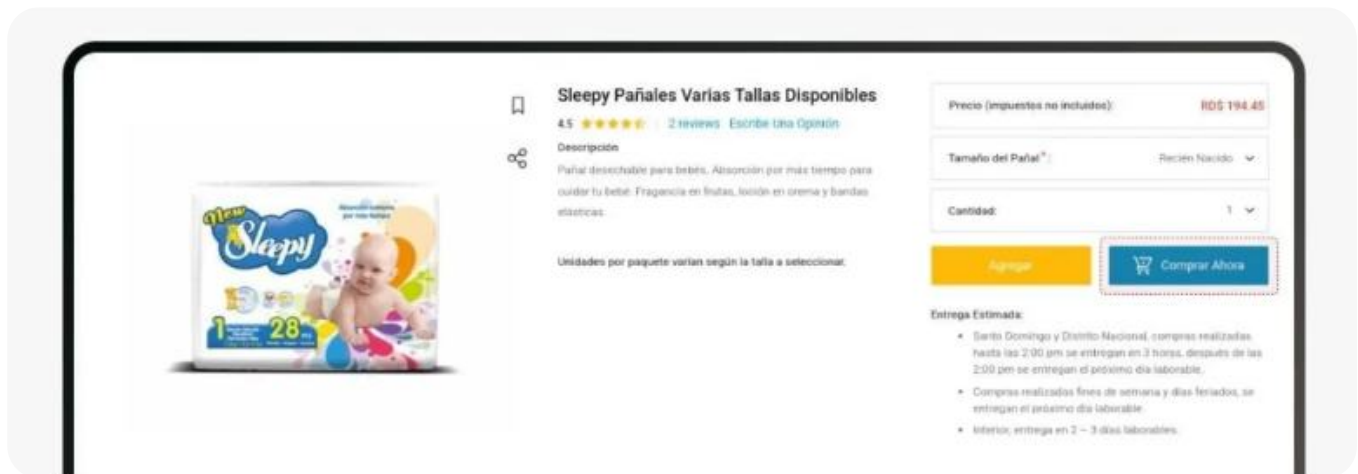 Sleepy Pañales Varias Tallas Disponibles
4.5
2 reviews Escribe Una Opinión
Descripción
Pañal desechable para bebés. Absorción por más tiempo para
cuidar tu bebé. Fragancia en frutas, loción en crema y bandas
elásticas.
Unidades por paquete varían según la talla a seleccionar.
New
Sleepy
por más tiempo
1
28
Precio (impuestos no incluidos): RD$ 194.45
Tamaño del Pañal*: Recién Nacido
Cantidad: 1
Agregar
Comprar Ahora
Entrega Estimada:
• Santo Domingo y Distrito Nacional, compras realizadas
hasta las 2:00 pm se entregan en 3 horas, después de las
2:00 pm se entregan el próximo día laborable.
• Compras realizadas fines de semana y días feriados, se
entregan el próximo día laborable.
• Interior, entrega en 2 – 3 días laborables.